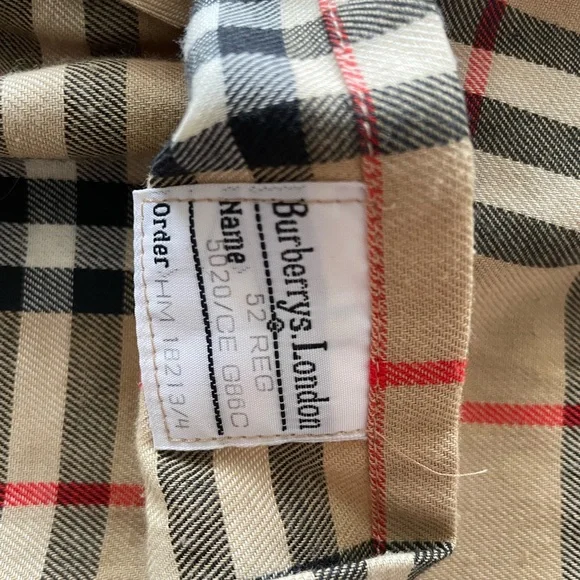 Burberrys. London
52 REG
Name 5020/CE G86C
Order HM 18213/4